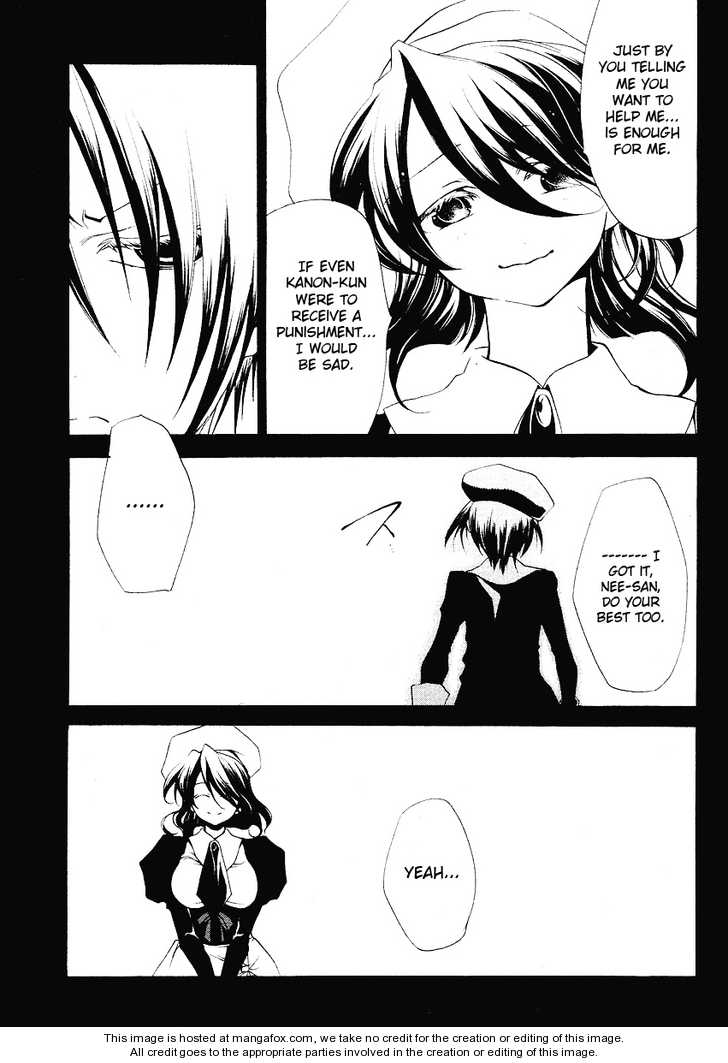 JUST BY
YOU TELLING
ME YOU
WANT TO
HELP ME...
IS ENOUGH
FOR ME.
IF EVEN
KANON-KUN
WERE TO
RECEIVE A
PUNISHMENT...
I WOULD
BE SAD.
------- I
GOT IT,
NEE-SAN,
DO YOUR
BEST TOO.
ス
......
YEAH...
This image is hosted at mangafox.com, we take no credit for the creation or editing of this image.
All credit goes to the appropriate parties involved in the creation or editing of this image.